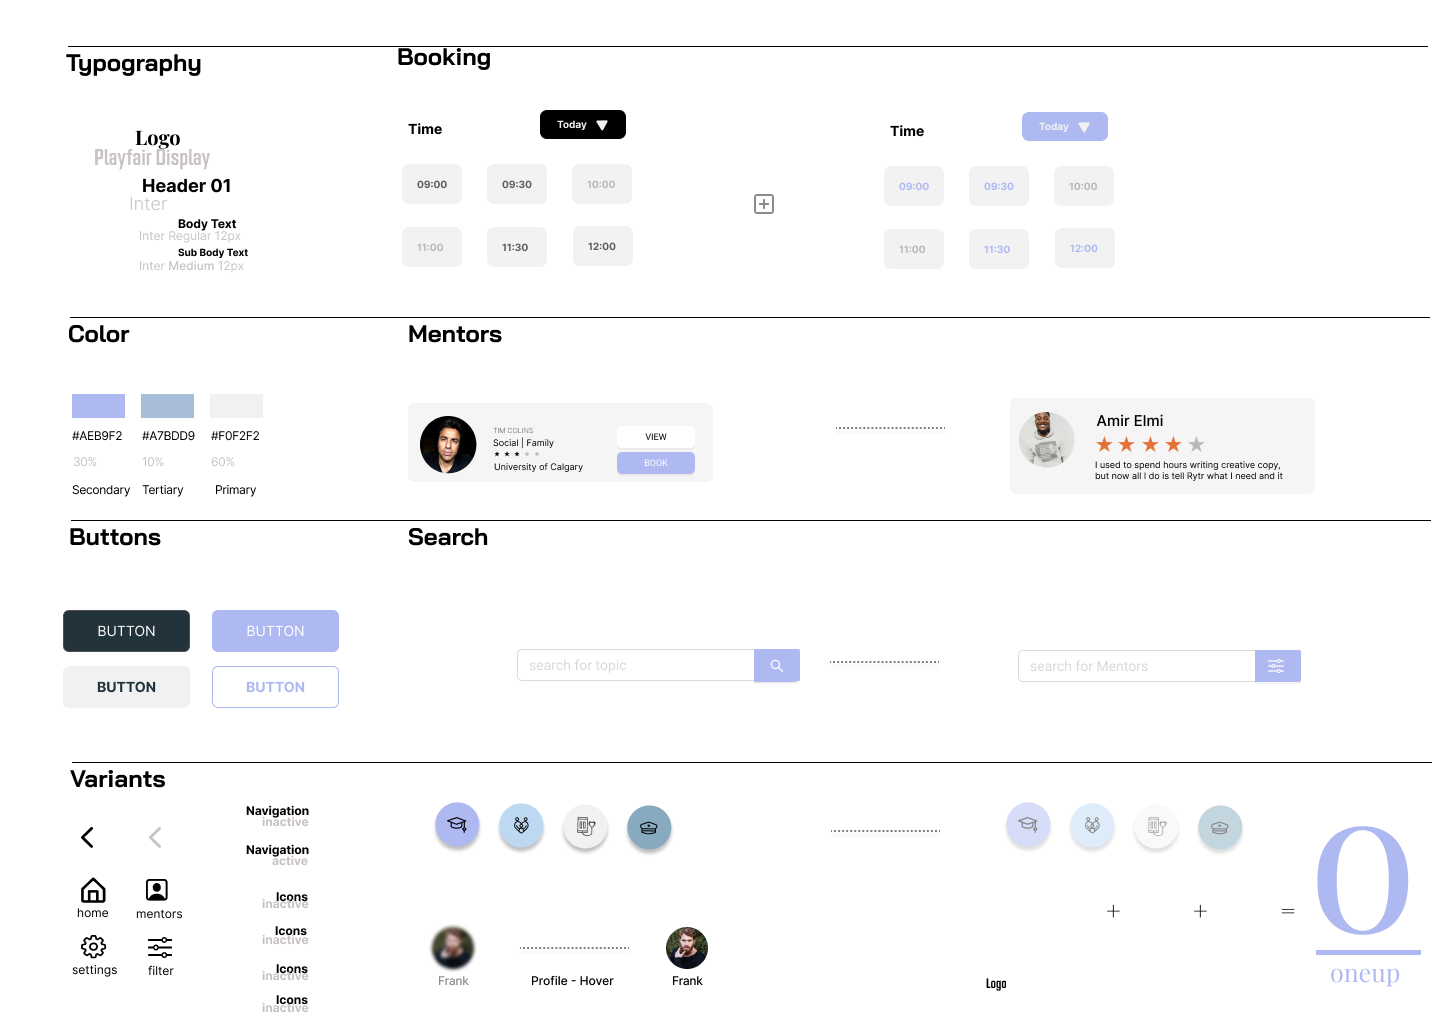 Typography
Booking
Logo
Playfair Display
Header 01
Inter
Body Text
Inter Regular 12px
Sub Body Text
Inter Medium 12px
Time
Today
09:00
09:30
10:00
11:00
11:30
12:00
Time
Today
09:00
09:30
10:00
11:00
11:30
12:00
Color
Mentors
#AEB9F2
#A7BDD9
#F0F2F2
30%
10%
60%
Secondary
Tertiary
Primary
TIM COLINS
Social | Family
University of Calgary
VIEW
BOOK
Amir Elmi
I used to spend hours writing creative copy,
but now all I do is tell Rytr what I need and it
Buttons
Search
BUTTON
BUTTON
BUTTON
BUTTON
search for topic
search for Mentors
Variants
home
mentors
settings
filter
Navigation
inactive
Navigation
active
Icons
inactive
Icons
inactive
Icons
inactive
Icons
inactive
Frank
Profile - Hover
Frank
+
+
=
Logo
O
oneup